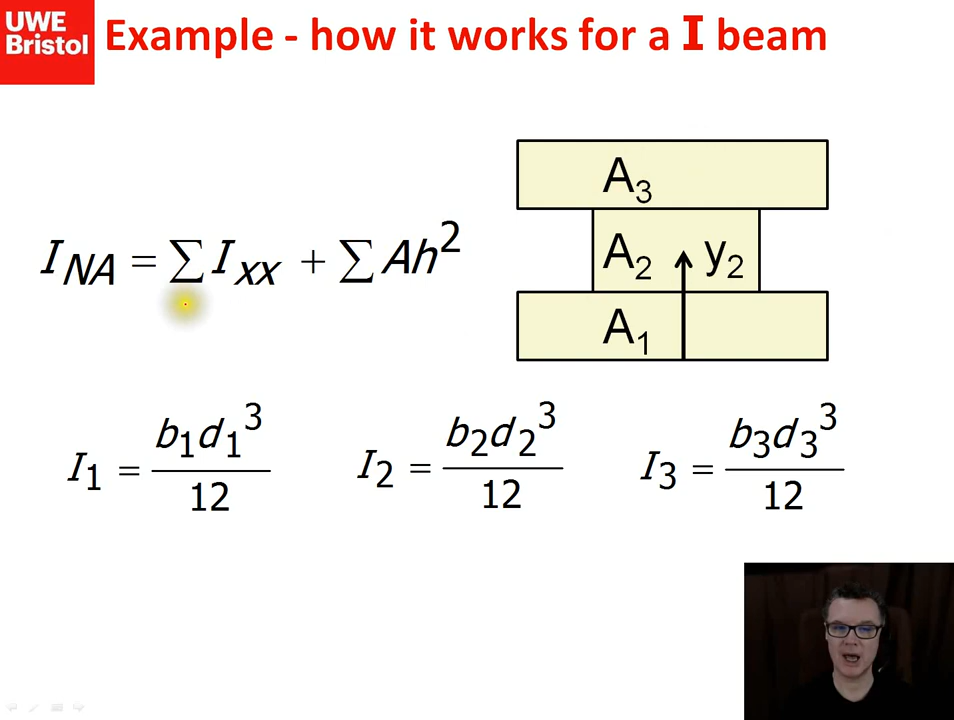 UWE
Bristol
Example - how it works for a I beam
I_NA = ∑I_xx + ∑Ah²
A₃
A₂ y₂
A₁
I₁ = b₁d₁³/12
I₂ = b₂d₂³/12
I₃ = b₃d₃³/12